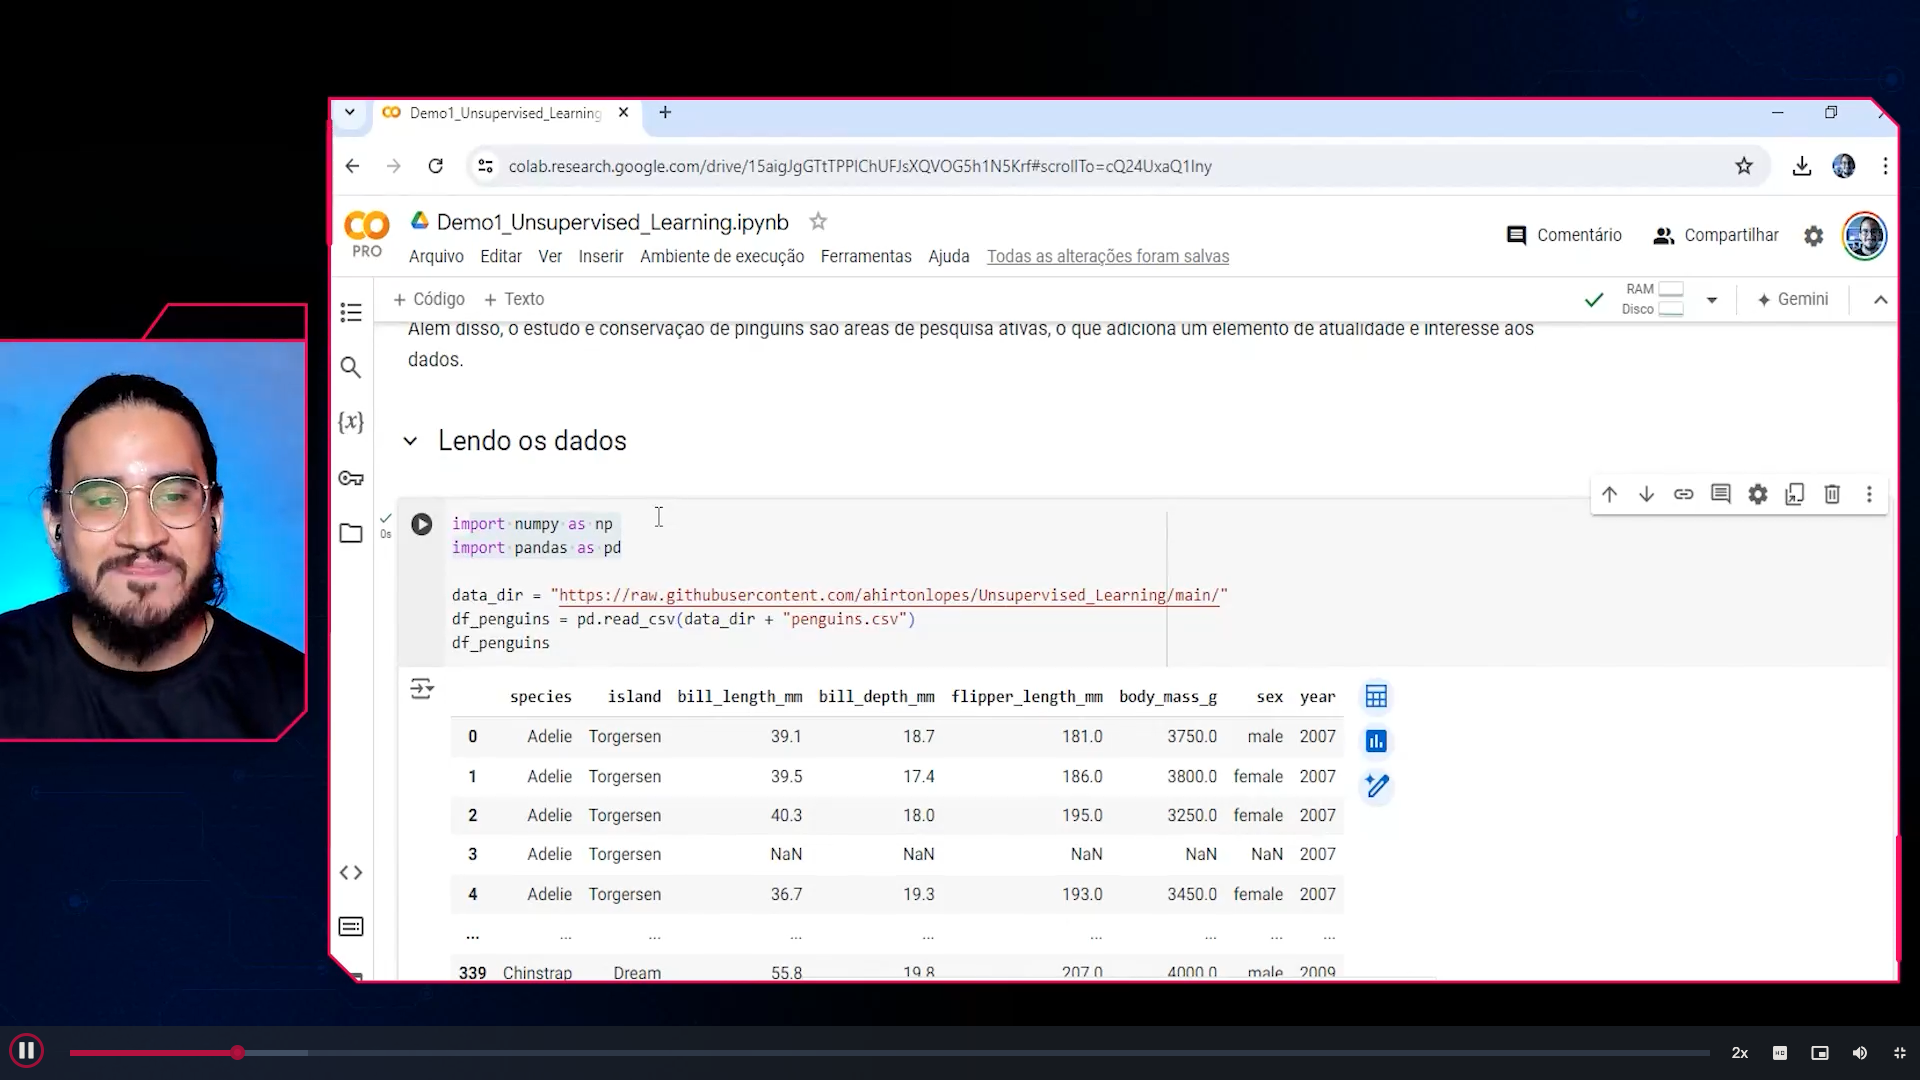 Demo1_Unsupervised_Learning
colab.research.google.com/drive/15aigJgGTtTPPIChUFJsXQVOG5h1N5Krf#scrollTo=cQ24UxaQ1Iny
PRO
Demo1_Unsupervised_Learning.ipynb
Comentário Compartilhar
Arquivo Editar Ver Inserir Ambiente de execução Ferramentas Ajuda Todas as alterações foram salvas
+ Código + Texto
RAM
Disco
Gemini
Além disso, o estudo e conservação de pinguins são áreas de pesquisa ativas, o que adiciona um elemento de atualidade e interesse aos
dados.
Lendo os dados
0s
import numpy as np
import pandas as pd
data_dir = "https://raw.githubusercontent.com/ahirtonlopes/Unsupervised_Learning/main/"
df_penguins = pd.read_csv(data_dir + "penguins.csv")
df_penguins
species island bill_length_mm bill_depth_mm flipper_length_mm body_mass_g sex year
0 Adelie Torgersen 39.1 18.7 181.0 3750.0 male 2007
1 Adelie Torgersen 39.5 17.4 186.0 3800.0 female 2007
2 Adelie Torgersen 40.3 18.0 195.0 3250.0 female 2007
3 Adelie Torgersen NaN NaN NaN NaN NaN 2007
4 Adelie Torgersen 36.7 19.3 193.0 3450.0 female 2007
... ... ... ... ... ... ... ... ...
339 Chinstrap Dream 55.8 19.8 207.0 4000.0 male 2009
2x